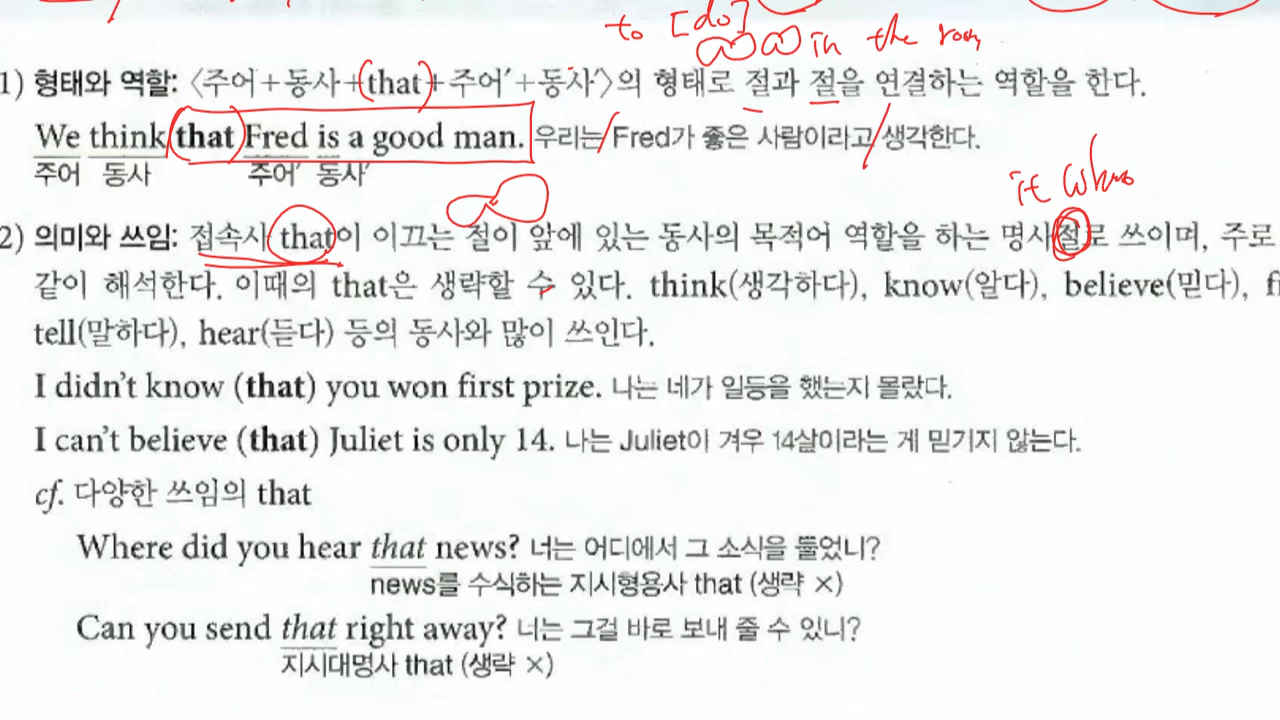 to [do]
in the room
1) 형태와 역할: 〈주어+동사+that+주어′+동사′〉의 형태로 절과 절을 연결하는 역할을 한다.
We think that Fred is a good man. 우리는 Fred가 좋은 사람이라고 생각한다.
주어 동사 주어′ 동사′
it
2) 의미와 쓰임: 접속사 that이 이끄는 절이 앞에 있는 동사의 목적어 역할을 하는 명사절로 쓰이며, 주로
같이 해석한다. 이때의 that은 생략할 수 있다. think(생각하다), know(알다), believe(믿다),
tell(말하다), hear(듣다) 등의 동사와 많이 쓰인다.
I didn't know (that) you won first prize. 나는 네가 일등을 했는지 몰랐다.
I can't believe (that) Juliet is only 14. 나는 Juliet이 겨우 14살이라는 게 믿기지 않는다.
cf. 다양한 쓰임의 that
Where did you hear that news? 너는 어디에서 그 소식을 들었니?
news를 수식하는 지시형용사 that (생략 ×)
Can you send that right away? 너는 그걸 바로 보내 줄 수 있니?
지시대명사 that (생략 ×)